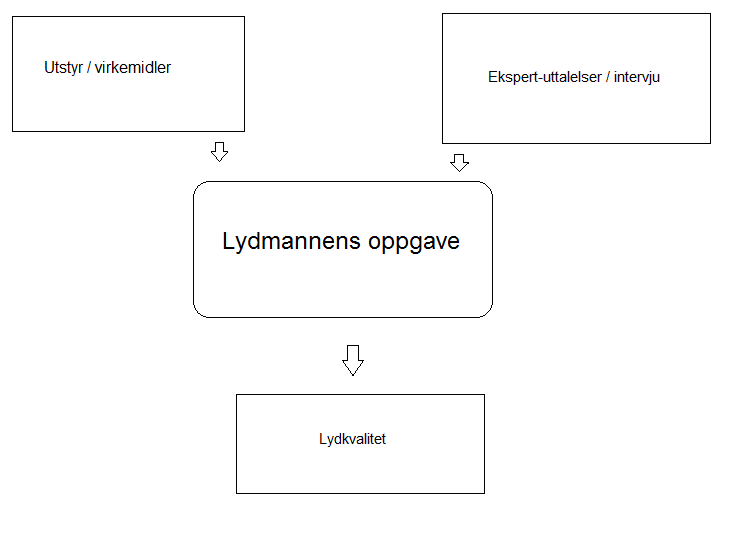 Utstyr / virkemidler
Ekspert-uttalelser / intervju
Lydmannens oppgave
Lydkvalitet